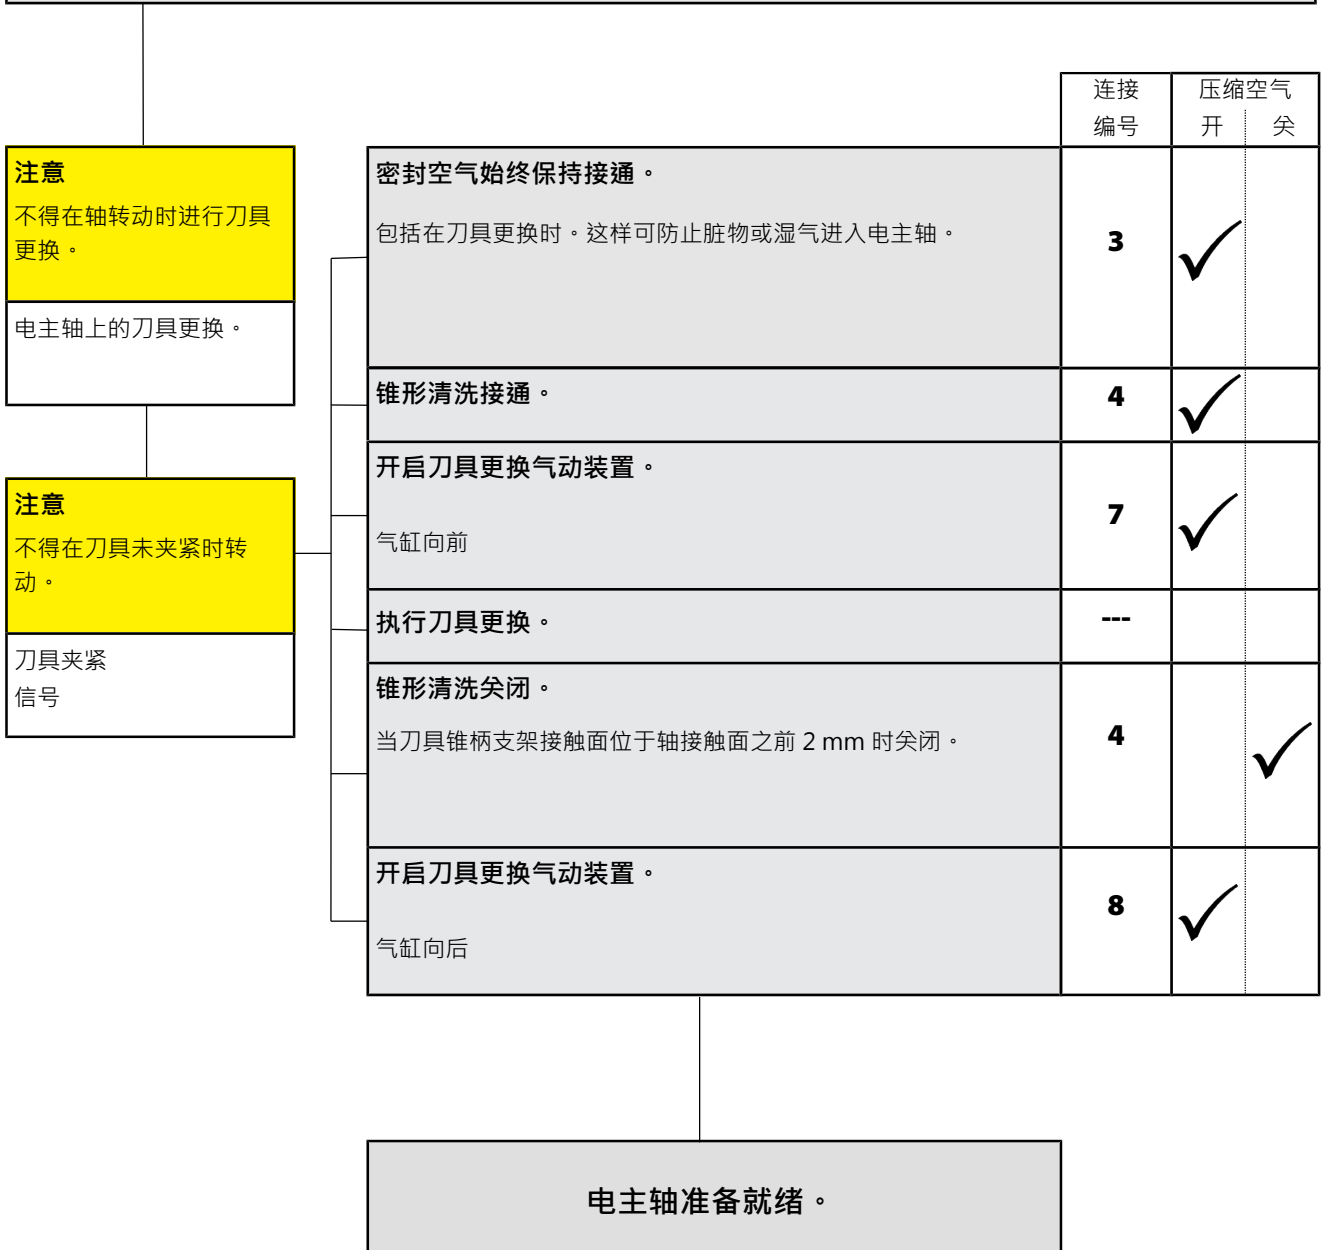 连接
编号
压缩空气
开
关
注意
不得在轴转动时进行刀具
更换。
电主轴上的刀具更换。
注意
不得在刀具未夹紧时转
动。
刀具夹紧
信号
密封空气始终保持接通。
包括在刀具更换时。这样可防止脏物或湿气进入电主轴。
3
锥形清洗接通。
4
开启刀具更换气动装置。
气缸向前
7
执行刀具更换。
---
锥形清洗关闭。
当刀具锥柄支架接触面位于轴接触面之前 2 mm 时关闭。
4
开启刀具更换气动装置。
气缸向后
8
电主轴准备就绪。